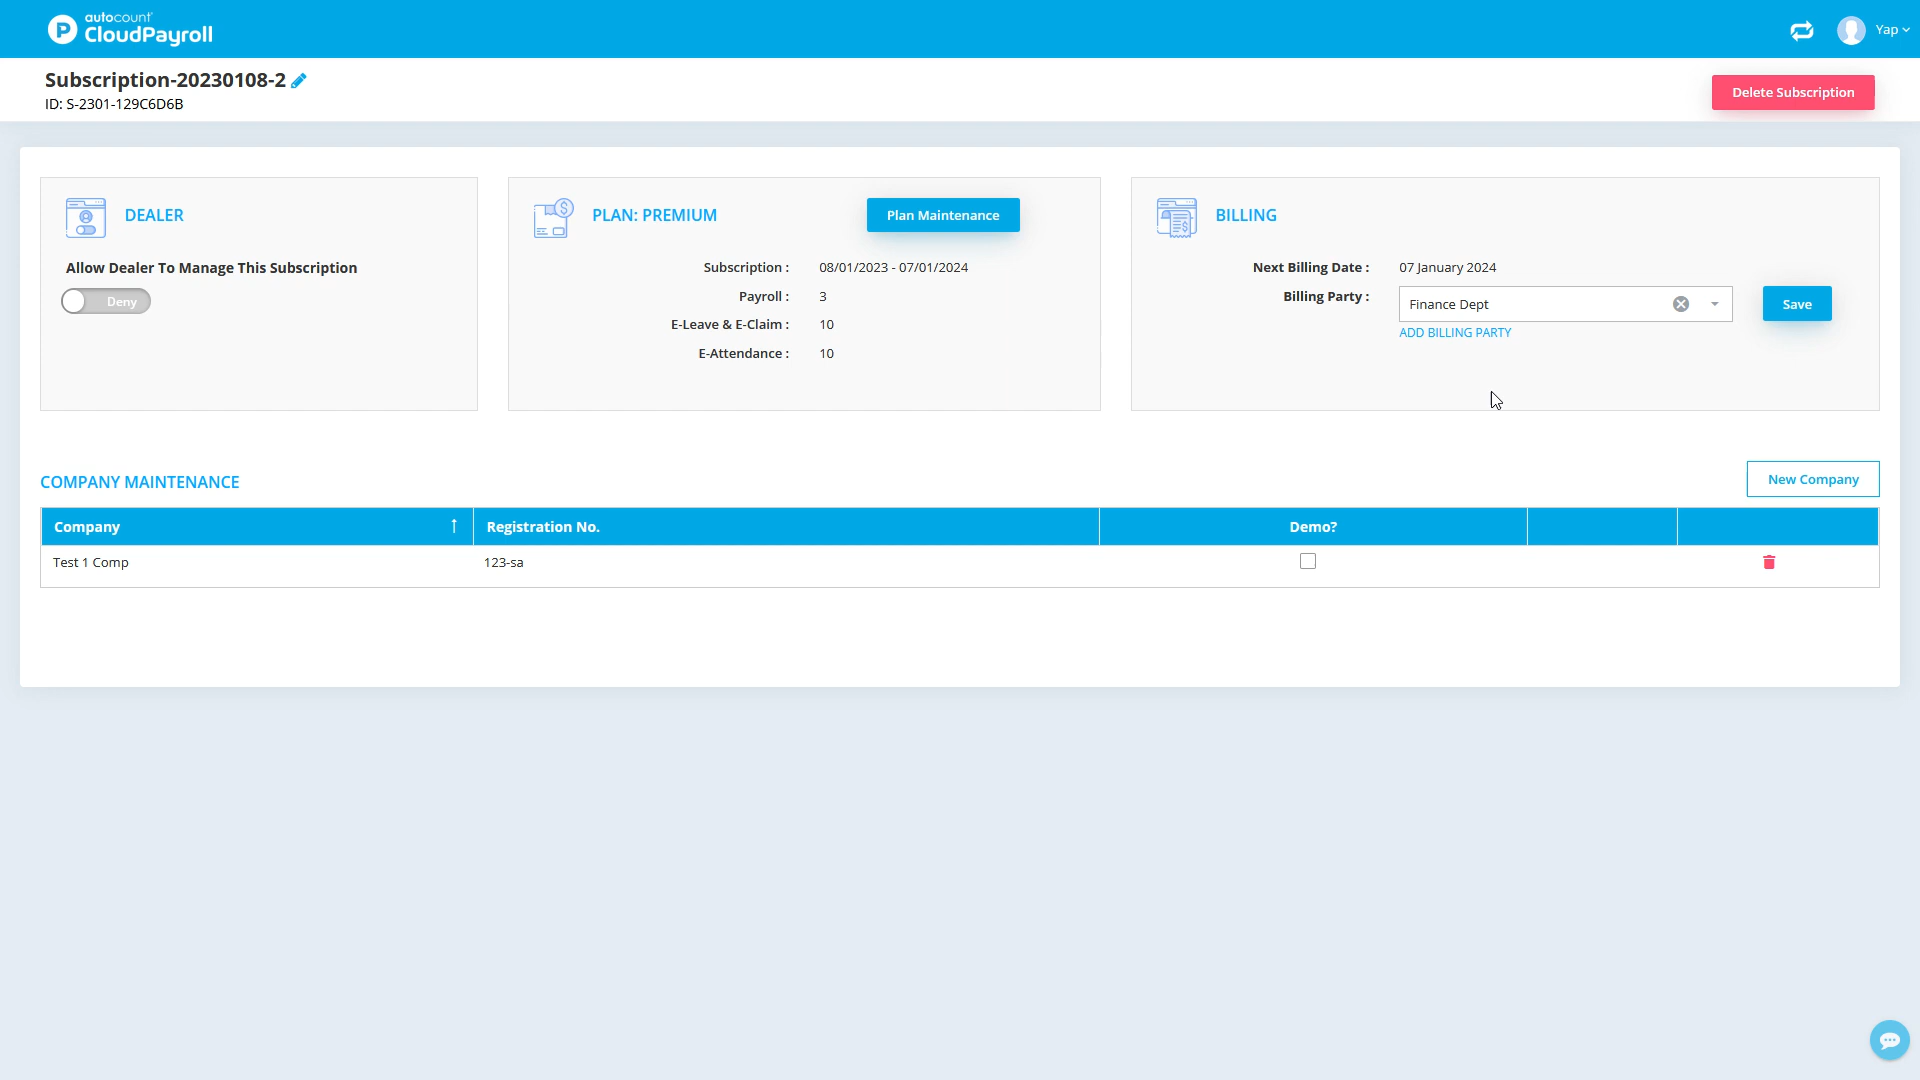 autocount
CloudPayroll
Yap
Subscription-20230108-2
ID: S-2301-129C6D6B
Delete Subscription
DEALER
Allow Dealer To Manage This Subscription
Deny
PLAN: PREMIUM
Plan Maintenance
Subscription : 08/01/2023 - 07/01/2024
Payroll : 3
E-Leave & E-Claim : 10
E-Attendance : 10
BILLING
Next Billing Date : 07 January 2024
Billing Party : Finance Dept
Save
ADD BILLING PARTY
COMPANY MAINTENANCE
New Company
Company Registration No. Demo?
Test 1 Comp 123-sa